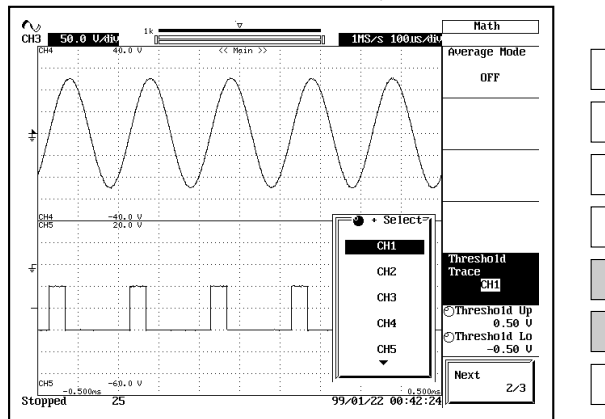 Math
CH3 50.0 V/div 1k 1MS/s 100us/div
CH4 40.0 V << Main >>
Average Mode
OFF
CH4 -40.0 V
CH5 20.0 V
+ Select
CH1
CH2
CH3
CH4
CH5
Threshold
Trace
CH1
Threshold Up
0.50 V
Threshold Lo
-0.50 V
CH5 -60.0 V
-0.500ms 0.500ms
Next
2/3
Stopped 25 99/01/22 00:42:24